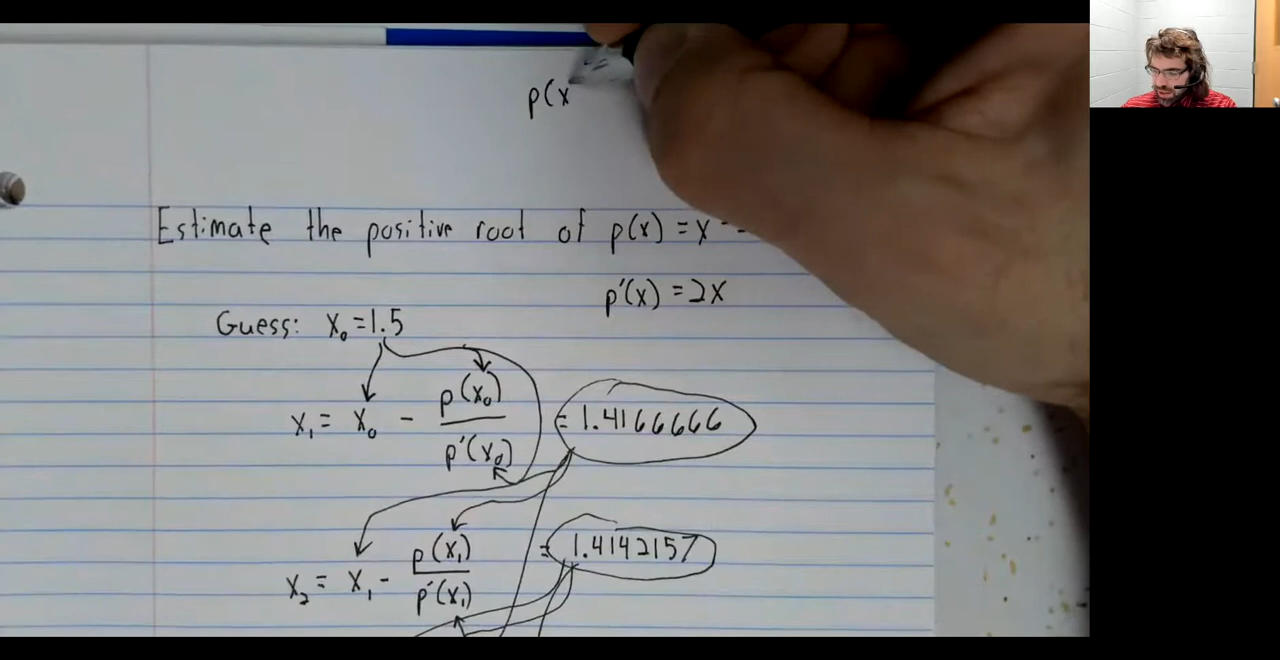 p(x
Estimate the positive root of p(x) = x
p'(x) = 2x
Guess: x₀ = 1.5
x₁ = x₀ - p(x₀) / p'(x₀) = 1.4166666
x₂ = x₁ - p(x₁) / p'(x₁) = 1.4142157